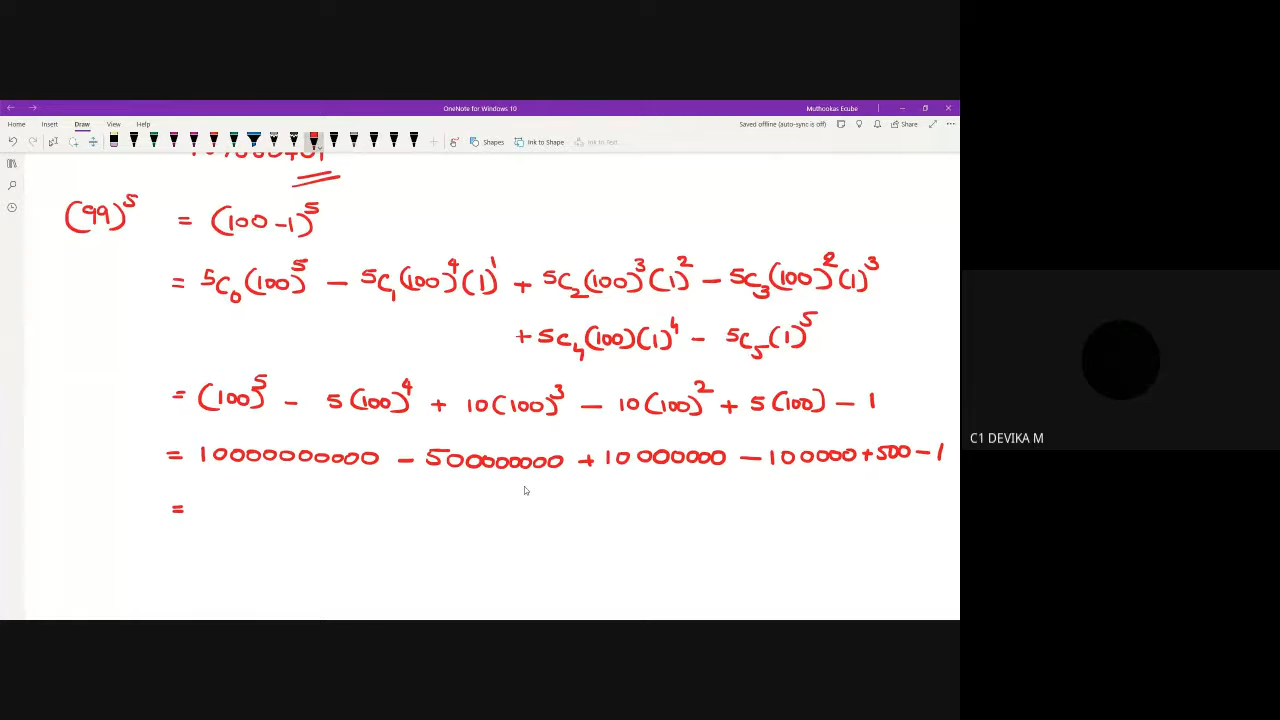 OneNote for Windows 10
Muthookas Ecube
Home Insert Draw View Help
Saved offline (auto-sync is off) Share
Shapes Ink to Shape Ink to Text
(99)^5 = (100-1)^5
= 5C₀(100)^5 - 5C₁(100)^4(1)^1 + 5C₂(100)^3(1)^2 - 5C₃(100)^2(1)^3
+ 5C₄(100)(1)^4 - 5C₅(1)^5
= (100)^5 - 5(100)^4 + 10(100)^3 - 10(100)^2 + 5(100) - 1
= 10000000000 - 500000000 + 10000000 - 100000 + 500 - 1
=
C1 DEVIKA M